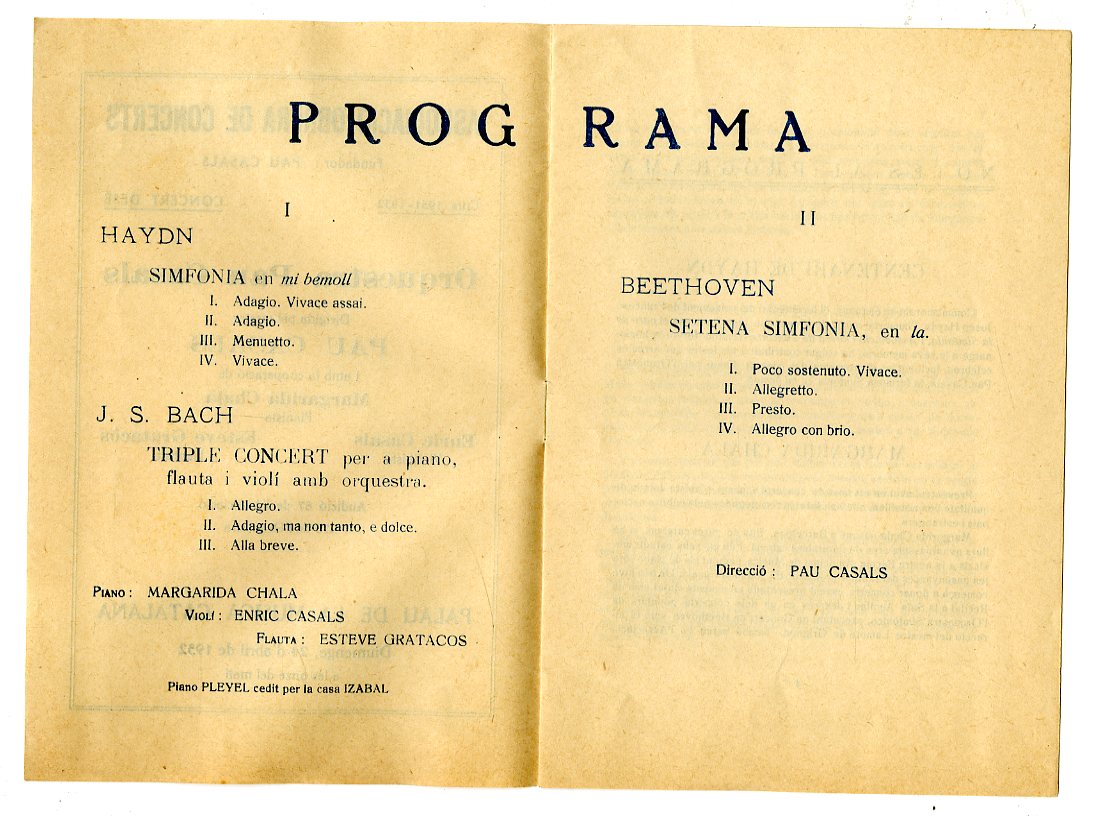 PROGRAMA
I
HAYDN
SIMFONIA en mi bemoll
I. Adagio. Vivace assai.
II. Adagio.
III. Menuetto.
IV. Vivace.
J. S. BACH
TRIPLE CONCERT per a piano,
flauta i violí amb orquestra.
I. Allegro.
II. Adagio, ma non tanto, e dolce.
III. Alla breve.
PIANO: MARGARIDA CHALA
VIOLÍ: ENRIC CASALS
FLAUTA: ESTEVE GRATACOS
Piano PLEYEL cedit per la casa IZABAL
II
BEETHOVEN
SETENA SIMFONIA, en la.
I. Poco sostenuto. Vivace.
II. Allegretto.
III. Presto.
IV. Allegro con brio.
Direcció: PAU CASALS